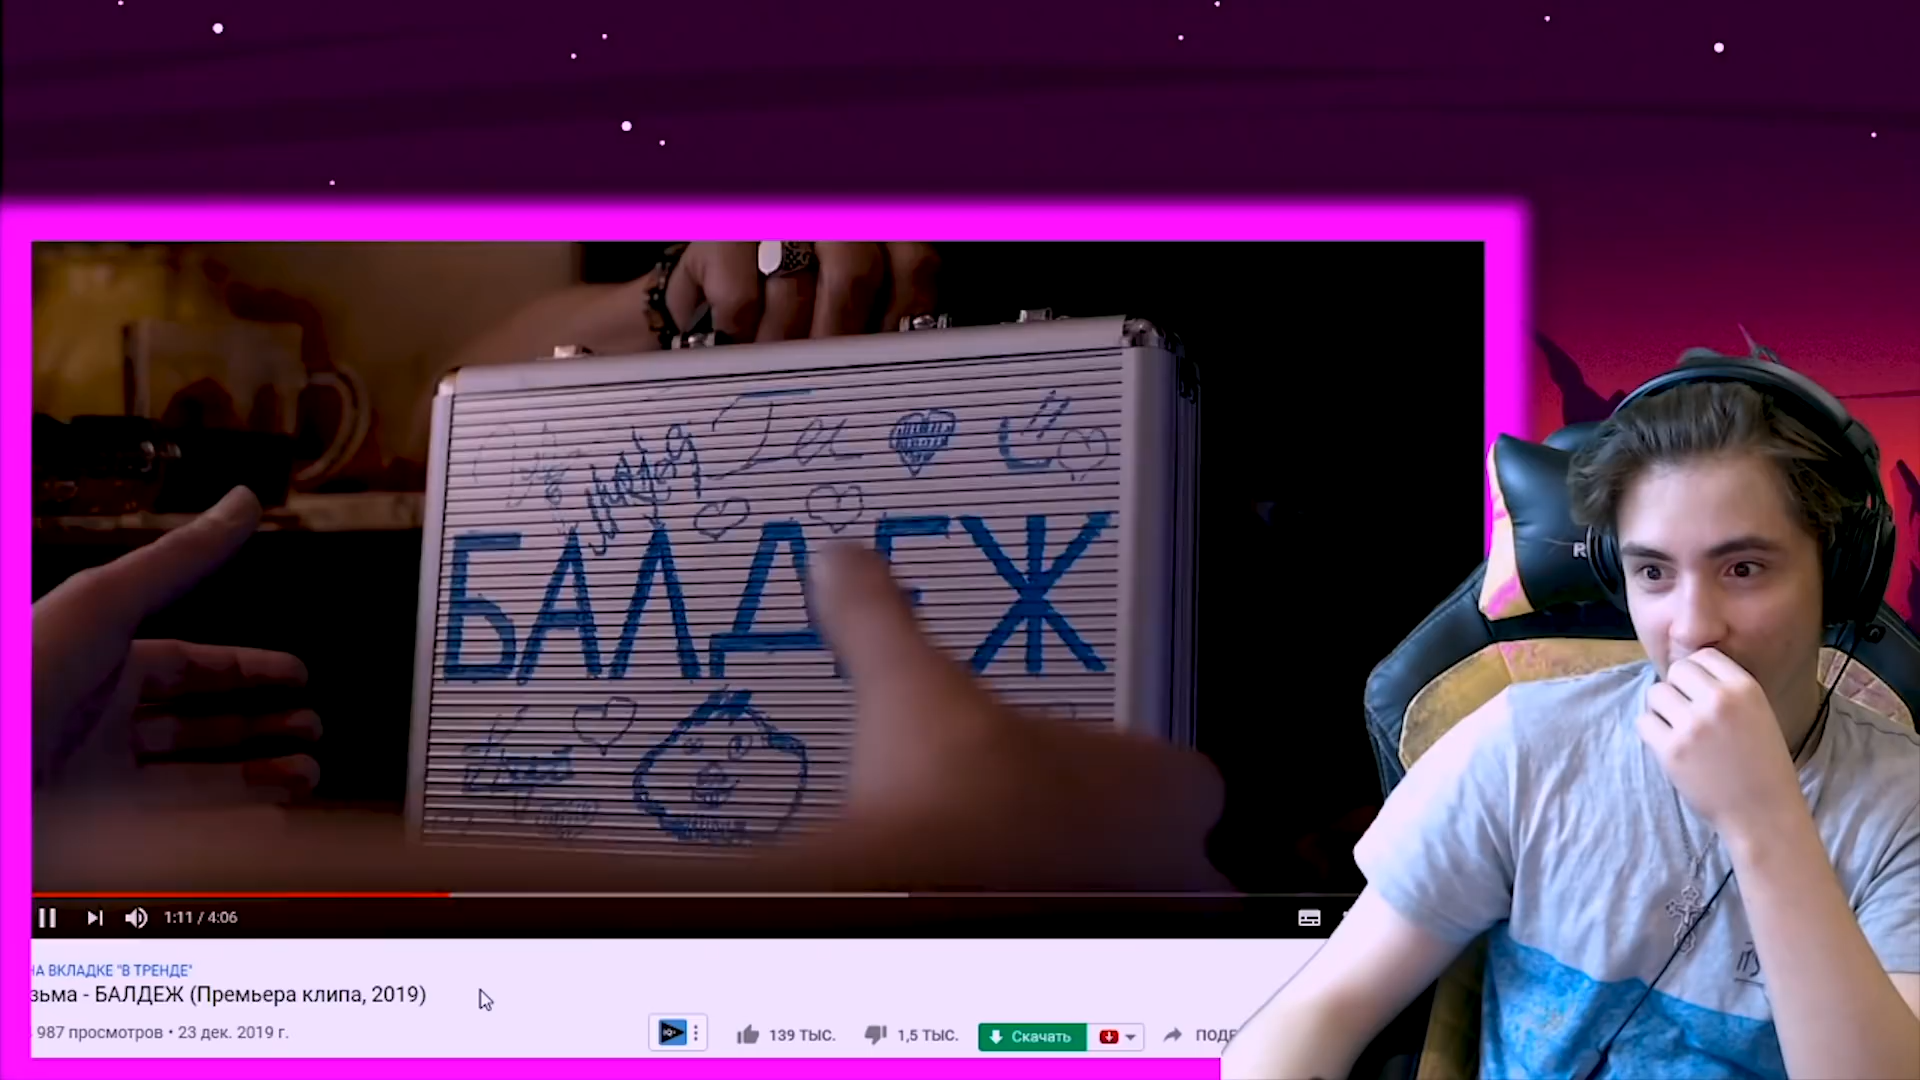 БАЛДЕЖ
1:11 / 4:06
НА ВКЛАДКЕ "В ТРЕНДЕ"
зьма - БАЛДЕЖ (Премьера клипа, 2019)
987 просмотров • 23 дек. 2019 г.
139 ТЫС.
1,5 ТЫС.
Скачать
ПОДЕ
R